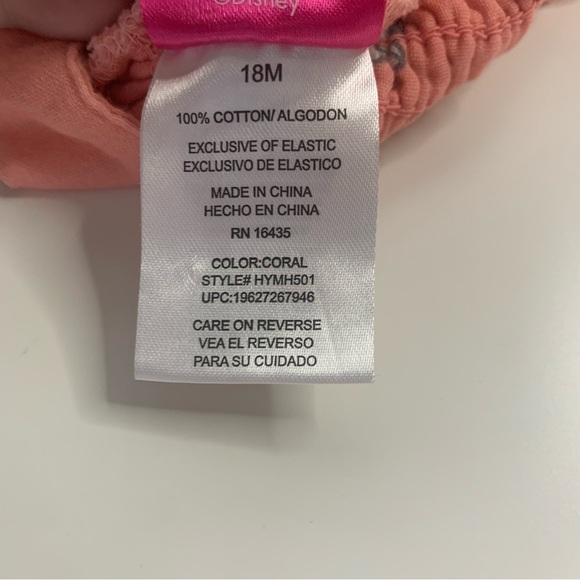 ©Disney
18M
100% COTTON/ALGODON
EXCLUSIVE OF ELASTIC
EXCLUSIVO DE ELASTICO
MADE IN CHINA
HECHO EN CHINA
RN 16435
COLOR:CORAL
STYLE# HYMH501
UPC:19627267946
CARE ON REVERSE
VEA EL REVERSO
PARA SU CUIDADO